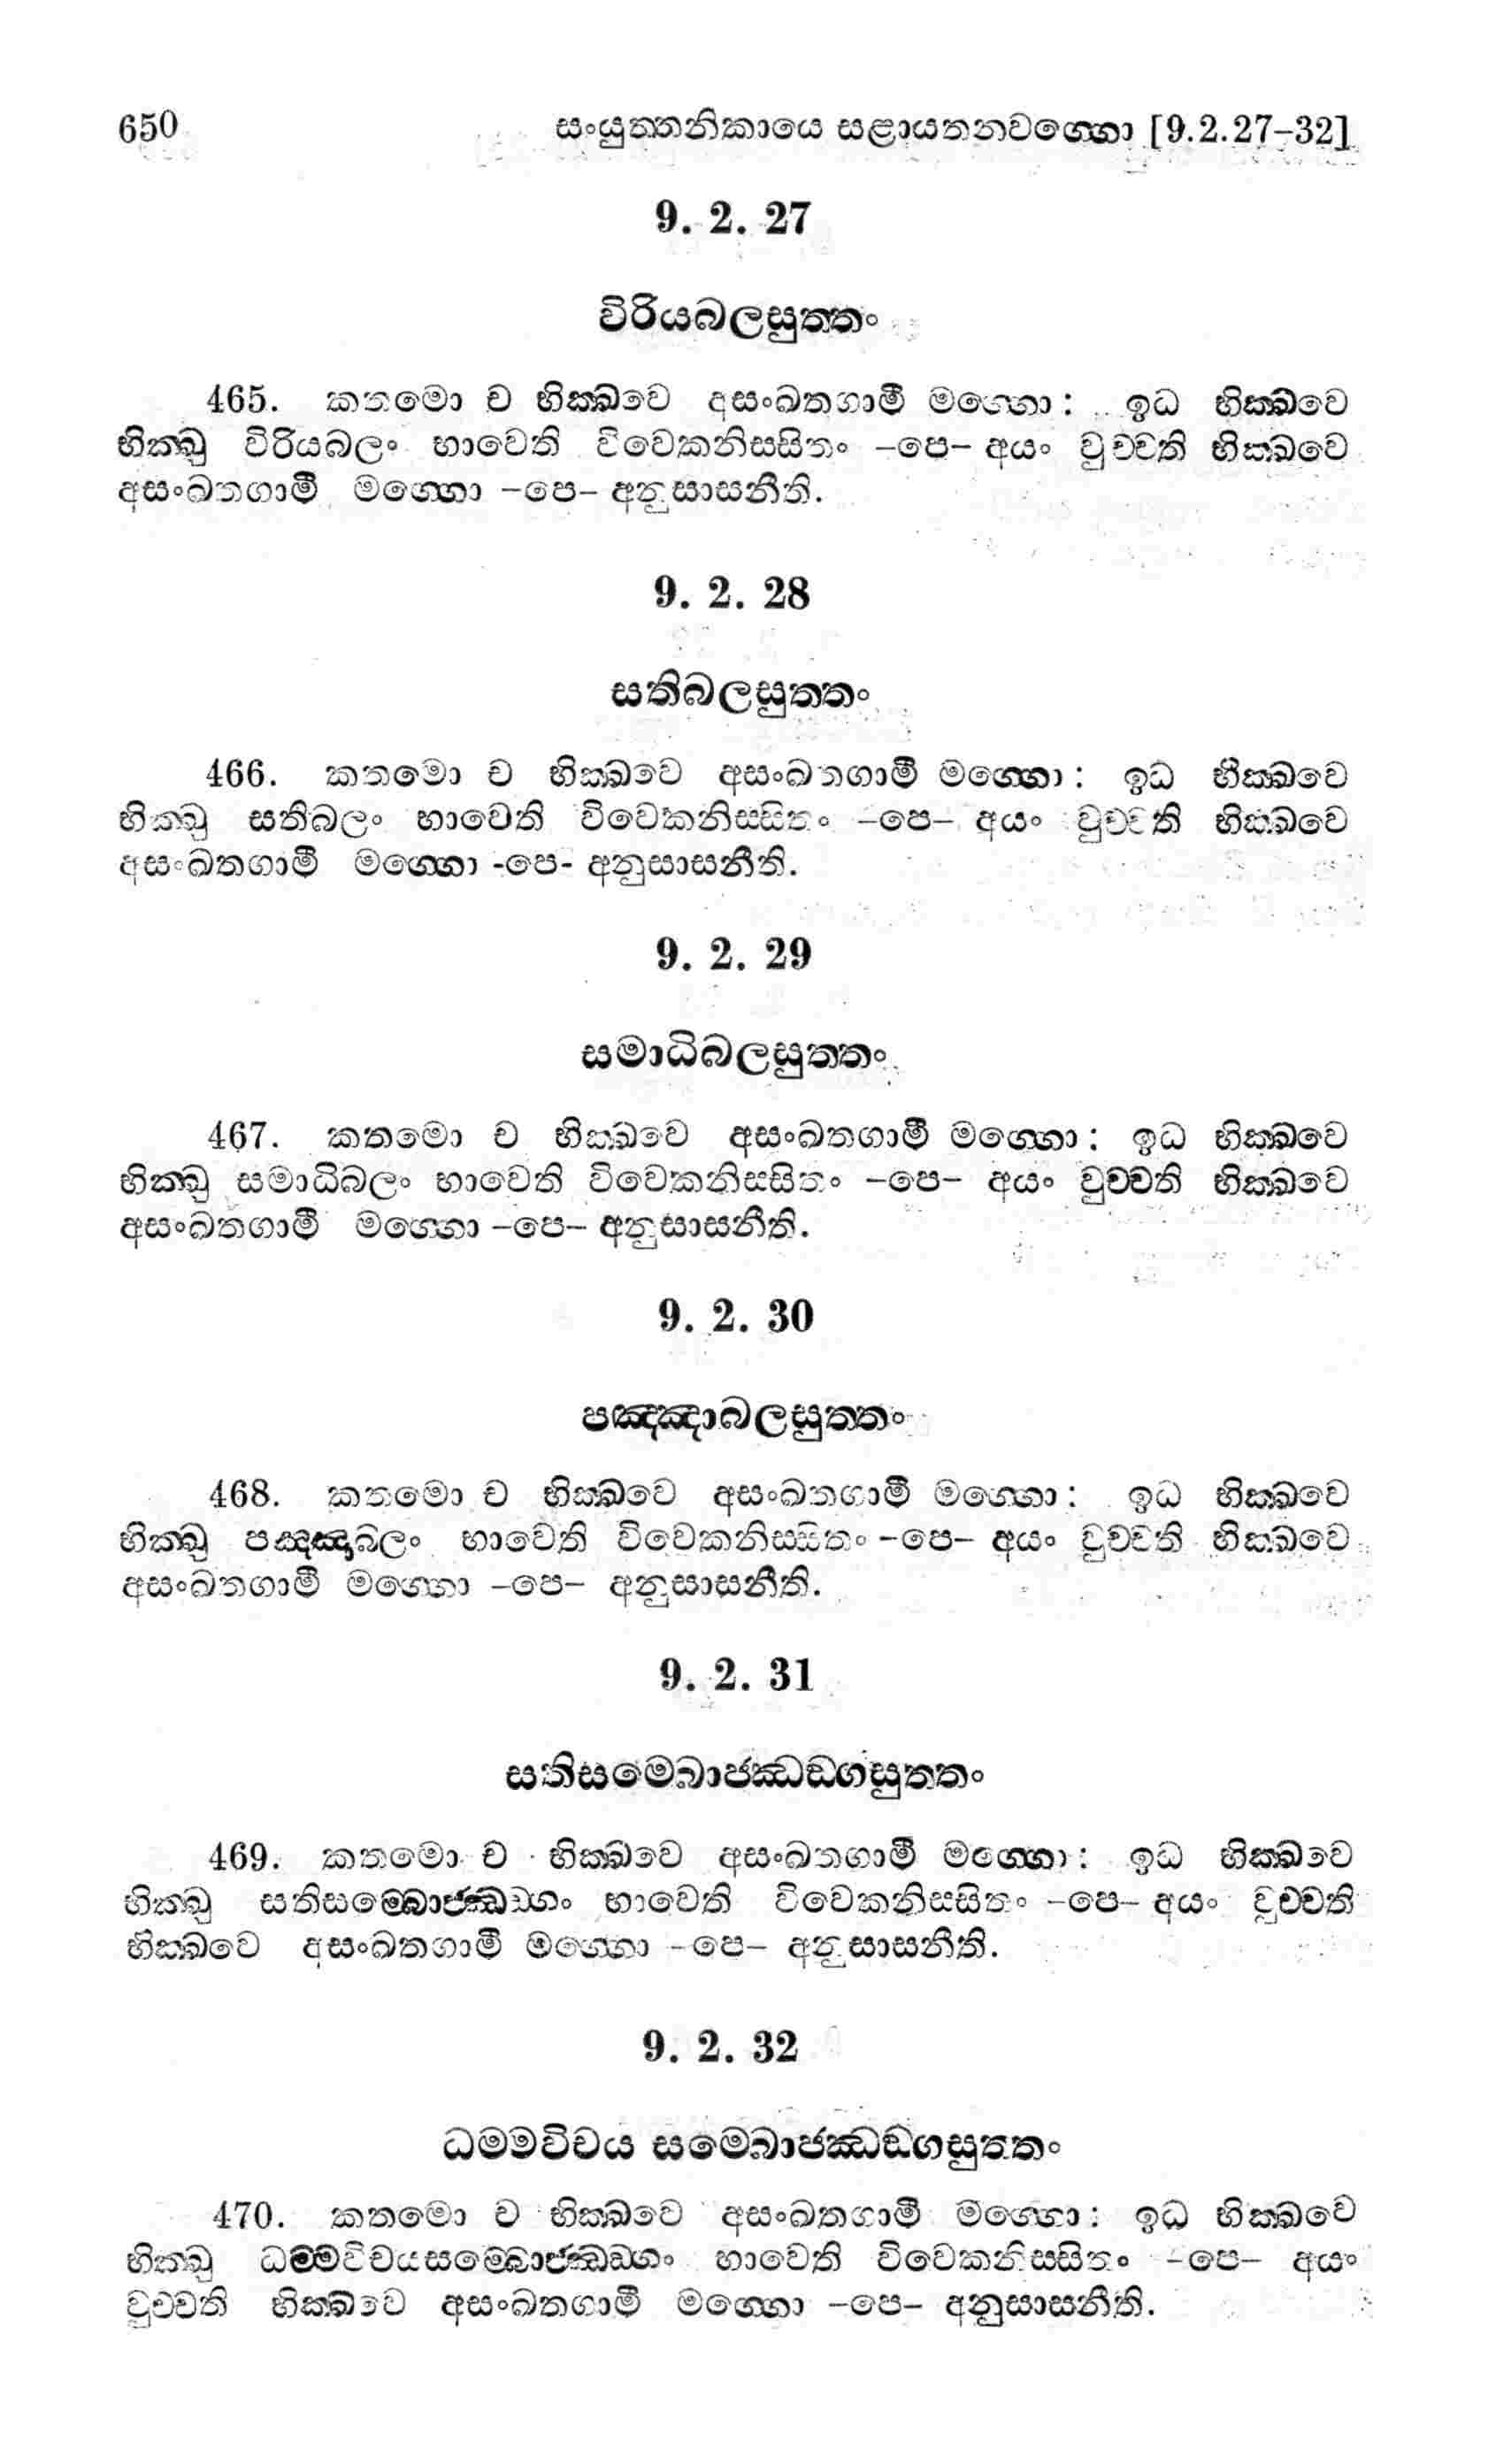 650 සංයුත්තනිකායෙ සළායතනවග්ගො [9.2.27-32]
9. 2. 27
විරියබලසුත්තං
465. කතමො ච භික්ඛවෙ අසංඛතගාමී මග්ගො: ඉධ භික්ඛවෙ
භික්ඛු විරියබලං භාවෙති විවෙකනිස්සිතං -පෙ- අයං වුච්චති භික්ඛවෙ
අසංඛතගාමී මග්ගො -පෙ- අනුසාසනීති.
9. 2. 28
සතිබලසුත්තං
466. කතමො ච භික්ඛවෙ අසංඛතගාමී මග්ගො: ඉධ භික්ඛවෙ
භික්ඛු සතිබලං භාවෙති විවෙකනිස්සිතං -පෙ- අයං වුච්චති භික්ඛවෙ
අසංඛතගාමී මග්ගො -පෙ- අනුසාසනීති.
9. 2. 29
සමාධිබලසුත්තං
467. කතමො ච භික්ඛවෙ අසංඛතගාමී මග්ගො: ඉධ භික්ඛවෙ
භික්ඛු සමාධිබලං භාවෙති විවෙකනිස්සිතං -පෙ- අයං වුච්චති භික්ඛවෙ
අසංඛතගාමී මග්ගො -පෙ- අනුසාසනීති.
9. 2. 30
පඤ්ඤාබලසුත්තං
468. කතමො ච භික්ඛවෙ අසංඛතගාමී මග්ගො: ඉධ භික්ඛවෙ
භික්ඛු පඤ්ඤාබලං භාවෙති විවෙකනිස්සිතං -පෙ- අයං වුච්චති භික්ඛවෙ
අසංඛතගාමී මග්ගො -පෙ- අනුසාසනීති.
9. 2. 31
සතිසම්බොජ්ඣඞ්ගසුත්තං
469. කතමො ච භික්ඛවෙ අසංඛතගාමී මග්ගො: ඉධ භික්ඛවෙ
භික්ඛු සතිසම්බොජ්ඣඞ්ගං භාවෙති විවෙකනිස්සිතං -පෙ- අයං වුච්චති
භික්ඛවෙ අසංඛතගාමී මග්ගො -පෙ- අනුසාසනීති.
9. 2. 32
ධම්මවිචය සම්බොජ්ඣඞ්ගසුත්තං
470. කතමො ච භික්ඛවෙ අසංඛතගාමී මග්ගො: ඉධ භික්ඛවෙ
භික්ඛු ධම්මවිචයසම්බොජ්ඣඞ්ගං භාවෙති විවෙකනිස්සිතං -පෙ- අයං
වුච්චති භික්ඛවෙ අසංඛතගාමී මග්ගො -පෙ- අනුසාසනීති.